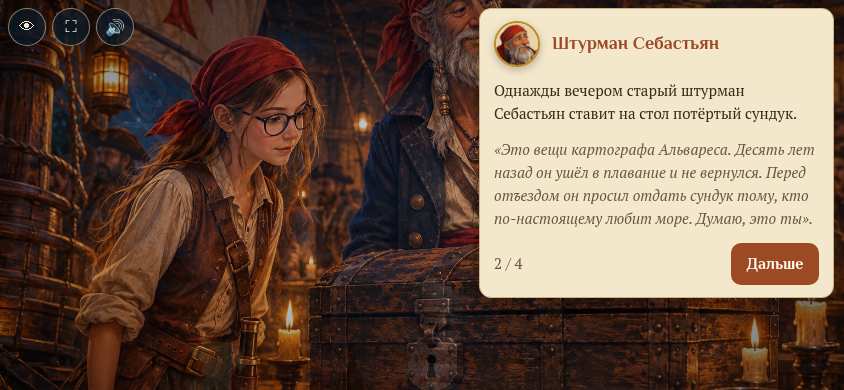 Штурман Себастьян
Однажды вечером старый штурман
Себастьян ставит на стол потёртый сундук.
«Это вещи картографа Альвареса. Десять лет
назад он ушёл в плавание и не вернулся. Перед
отъездом он просил отдать сундук тому, кто
по-настоящему любит море. Думаю, это ты».
2 / 4
Дальше